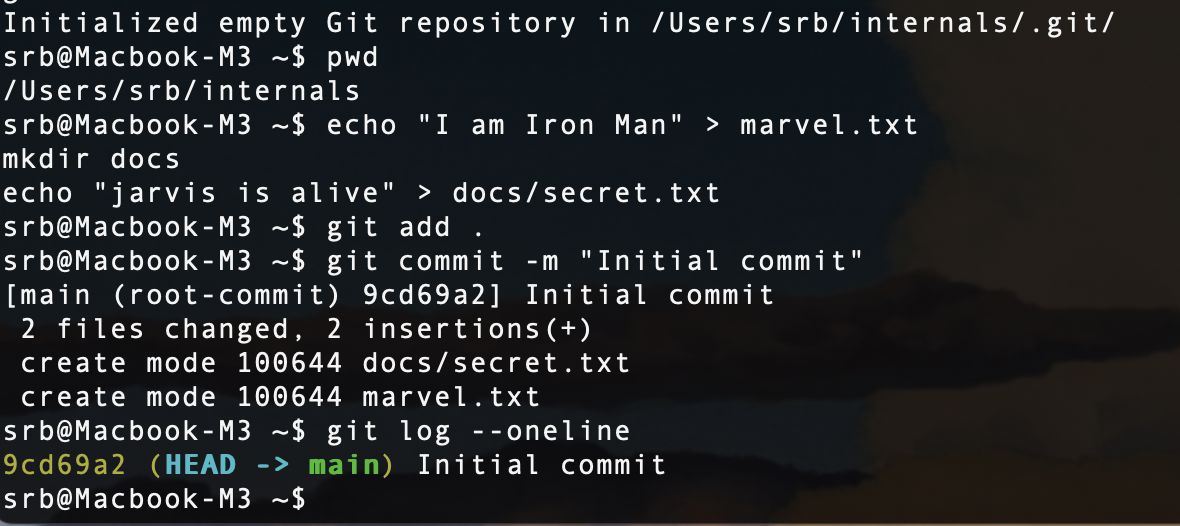 Initialized empty Git repository in /Users/srb/internals/.git/
srb@Macbook-M3 ~$ pwd
/Users/srb/internals
srb@Macbook-M3 ~$ echo "I am Iron Man" > marvel.txt
mkdir docs
echo "jarvis is alive" > docs/secret.txt
srb@Macbook-M3 ~$ git add .
srb@Macbook-M3 ~$ git commit -m "Initial commit"
[main (root-commit) 9cd69a2] Initial commit
 2 files changed, 2 insertions(+)
 create mode 100644 docs/secret.txt
 create mode 100644 marvel.txt
srb@Macbook-M3 ~$ git log --oneline
9cd69a2 (HEAD -> main) Initial commit
srb@Macbook-M3 ~$